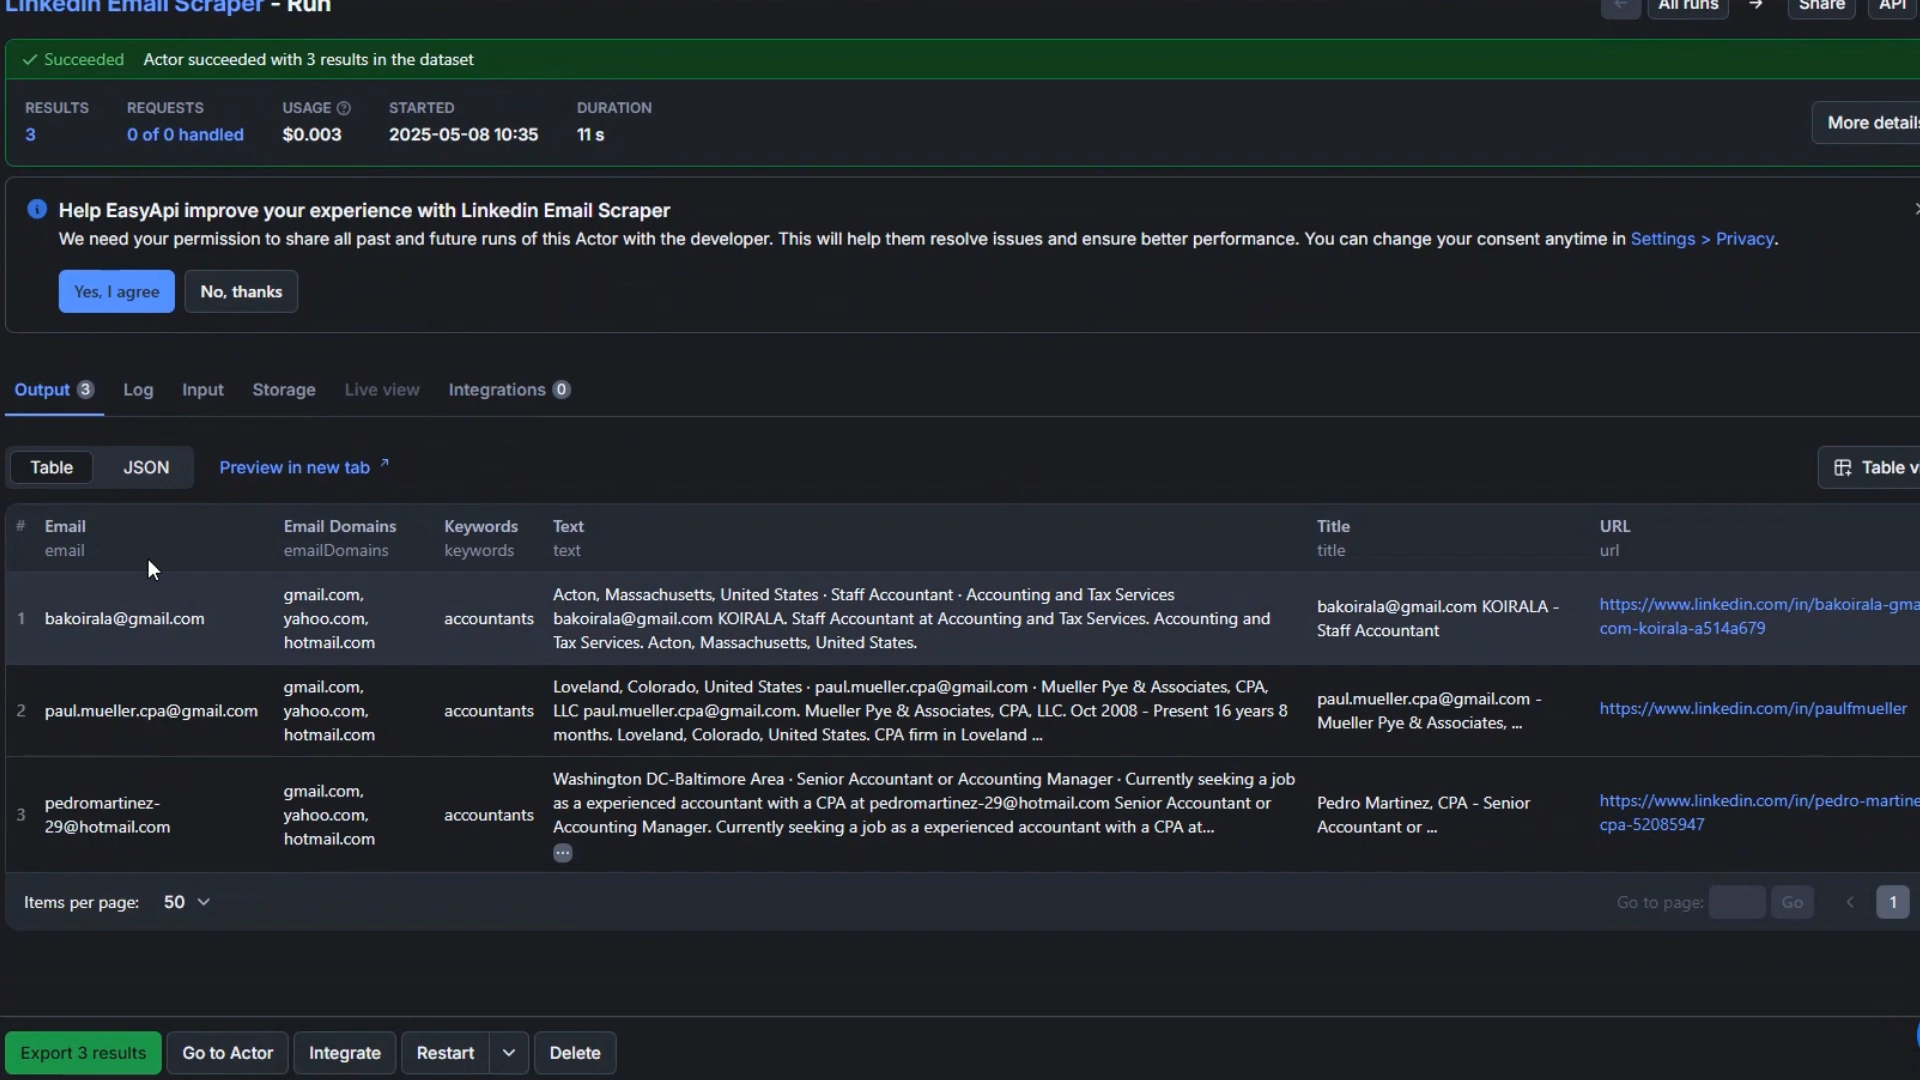 Linkedin Email Scraper - Run
All runs
Share
API
Succeeded Actor succeeded with 3 results in the dataset
RESULTS REQUESTS USAGE STARTED DURATION
3 0 of 0 handled $0.003 2025-05-08 10:35 11 s
More details
Help EasyApi improve your experience with Linkedin Email Scraper
We need your permission to share all past and future runs of this Actor with the developer. This will help them resolve issues and ensure better performance. You can change your consent anytime in Settings > Privacy.
Yes, I agree No, thanks
Output 3 Log Input Storage Live view Integrations 0
Table JSON Preview in new tab
Table v
# Email Email Domains Keywords Text Title URL
email emailDomains keywords text title url
1
bakoirala@gmail.com
gmail.com,
yahoo.com,
hotmail.com
accountants
Acton, Massachusetts, United States · Staff Accountant · Accounting and Tax Services
bakoirala@gmail.com KOIRALA. Staff Accountant at Accounting and Tax Services. Accounting and
Tax Services. Acton, Massachusetts, United States.
bakoirala@gmail.com KOIRALA -
Staff Accountant
https://www.linkedin.com/in/bakoirala-gma
com-koirala-a514a679
2
paul.mueller.cpa@gmail.com
gmail.com,
yahoo.com,
hotmail.com
accountants
Loveland, Colorado, United States · paul.mueller.cpa@gmail.com · Mueller Pye & Associates, CPA,
LLC paul.mueller.cpa@gmail.com. Mueller Pye & Associates, CPA, LLC. Oct 2008 - Present 16 years 8
months. Loveland, Colorado, United States. CPA firm in Loveland ...
paul.mueller.cpa@gmail.com -
Mueller Pye & Associates, ...
https://www.linkedin.com/in/paulfmueller
3
pedromartinez-
29@hotmail.com
gmail.com,
yahoo.com,
hotmail.com
accountants
Washington DC-Baltimore Area · Senior Accountant or Accounting Manager · Currently seeking a job
as a experienced accountant with a CPA at pedromartinez-29@hotmail.com Senior Accountant or
Accounting Manager. Currently seeking a job as a experienced accountant with a CPA at...
Pedro Martinez, CPA - Senior
Accountant or ...
https://www.linkedin.com/in/pedro-martine
cpa-52085947
Items per page: 50
Go to page: Go 1
Export 3 results Go to Actor Integrate Restart Delete